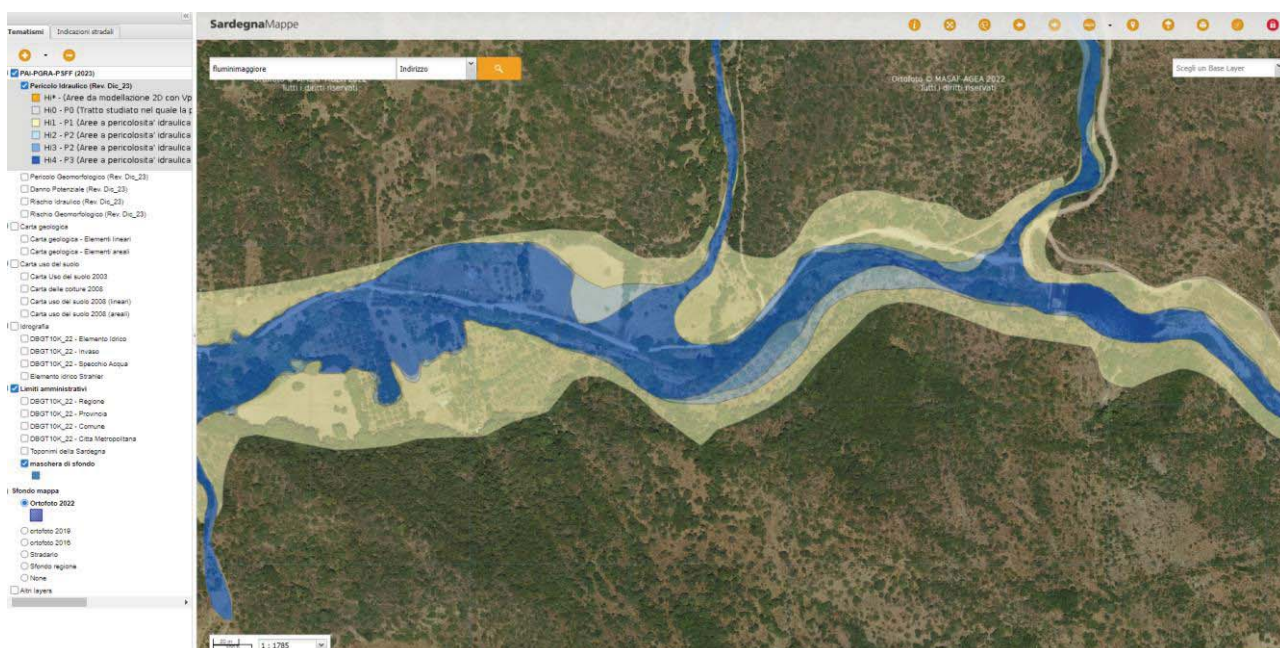 SardegnaMappe
Tematismi
Indicazioni stradali
PAI-PGRA-PSFF (2023)
Pericolo Idraulico (Rev. Dic_23)
Hi* - (Aree da modellazione 2D con Vp
Hi0 - P0 (Tratto studiato nel quale la p
Hi1 - P1 (Aree a pericolosita' idraulica
Hi2 - P2 (Aree a pericolosita' idraulica
Hi3 - P2 (Aree a pericolosita' idraulica
Hi4 - P3 (Aree a pericolosita' idraulica
Pericolo Geomorfologico (Rev. Dic_23)
Danno Potenziale (Rev. Dic_23)
Rischio Idraulico (Rev. Dic_23)
Rischio Geomorfologico (Rev. Dic_23)
Carta geologica
Carta geologica - Elementi lineari
Carta geologica - Elementi areali
Carta uso del suolo
Carta Uso del suolo 2003
Carta delle colture 2008
Carta uso del suolo 2008 (lineari)
Carta uso del suolo 2008 (areali)
Idrografia
DBGT10K_22 - Elemento Idrico
DBGT10K_22 - Invaso
DBGT10K_22 - Specchio Acqua
Elemento idrico Strahler
Limiti amministrativi
DBGT10K_22 - Regione
DBGT10K_22 - Provincia
DBGT10K_22 - Comune
DBGT10K_22 - Citta Metropolitana
Toponimi della Sardegna
maschera di sfondo
Sfondo mappa
Ortofoto 2022
ortofoto 2019
ortofoto 2016
Stradario
Sfondo regione
None
Altri layers
fluminimaggiore
Indirizzo
Tutti i diritti riservati
Ortofoto © MASAF-AGEA 2022
Tutti i diritti riservati
Scegli un Base Layer
1 : 1785